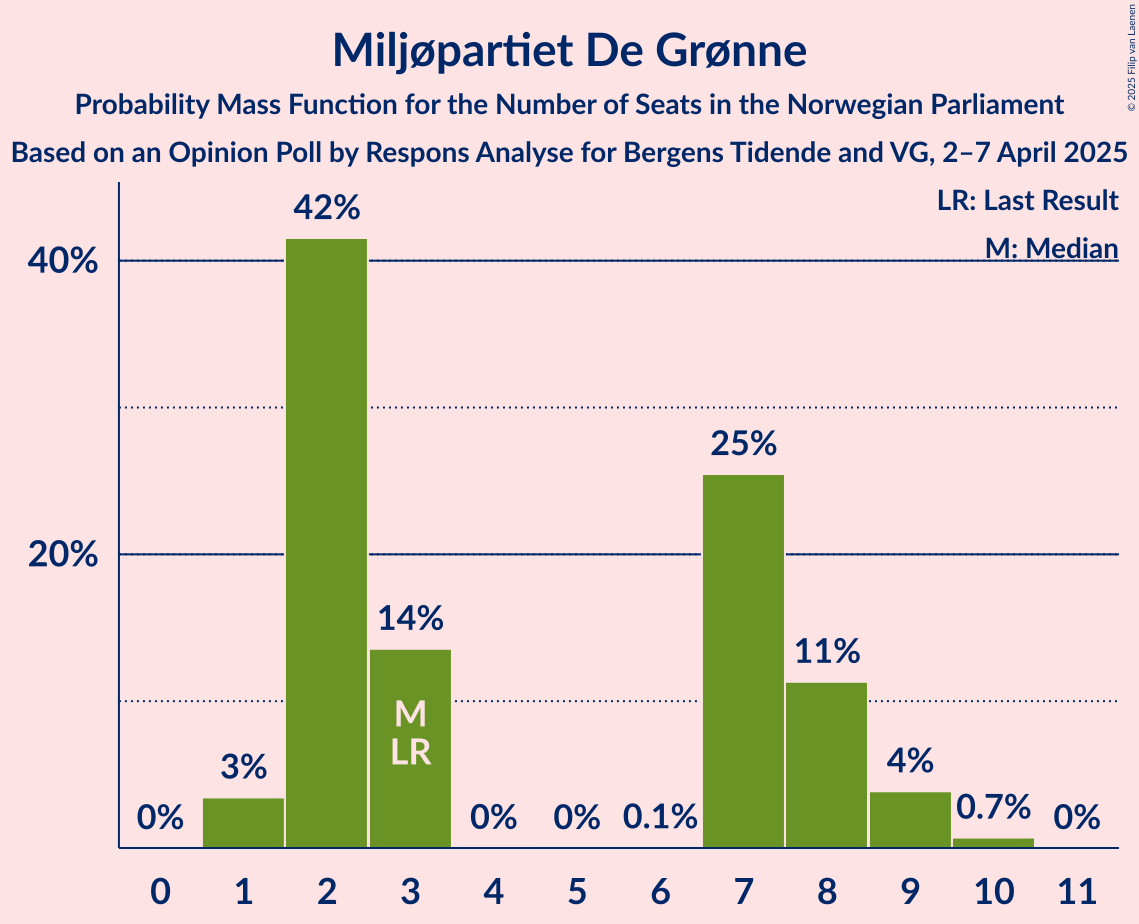 Miljøpartiet De Grønne
Probability Mass Function for the Number of Seats in the Norwegian Parliament
Based on an Opinion Poll by Respons Analyse for Bergens Tidende and VG, 2–7 April 2025
© 2025 Filip van Laenen
LR: Last Result
M: Median
40%
20%
0%
3%
42%
14%
M
LR
0%
0%
0.1%
25%
11%
4%
0.7%
0%
0 1 2 3 4 5 6 7 8 9 10 11